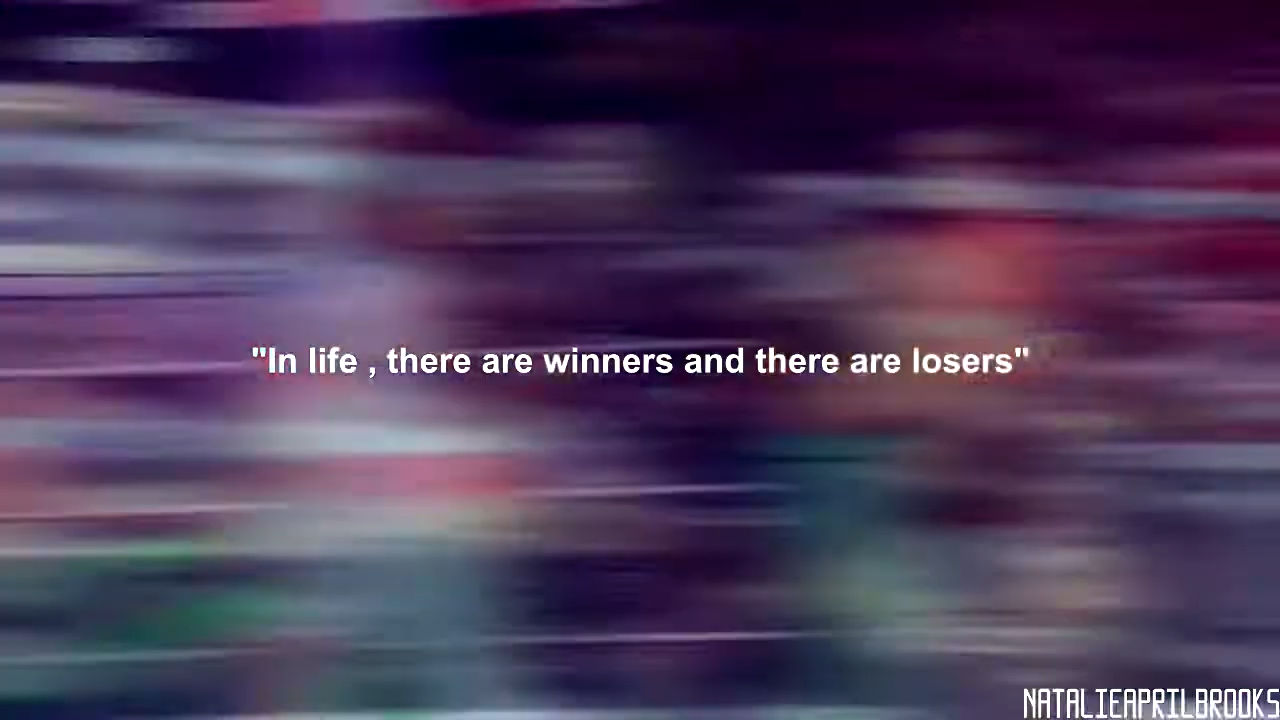 "In life , there are winners and there are losers"
NATALIEAPRILBROOKS